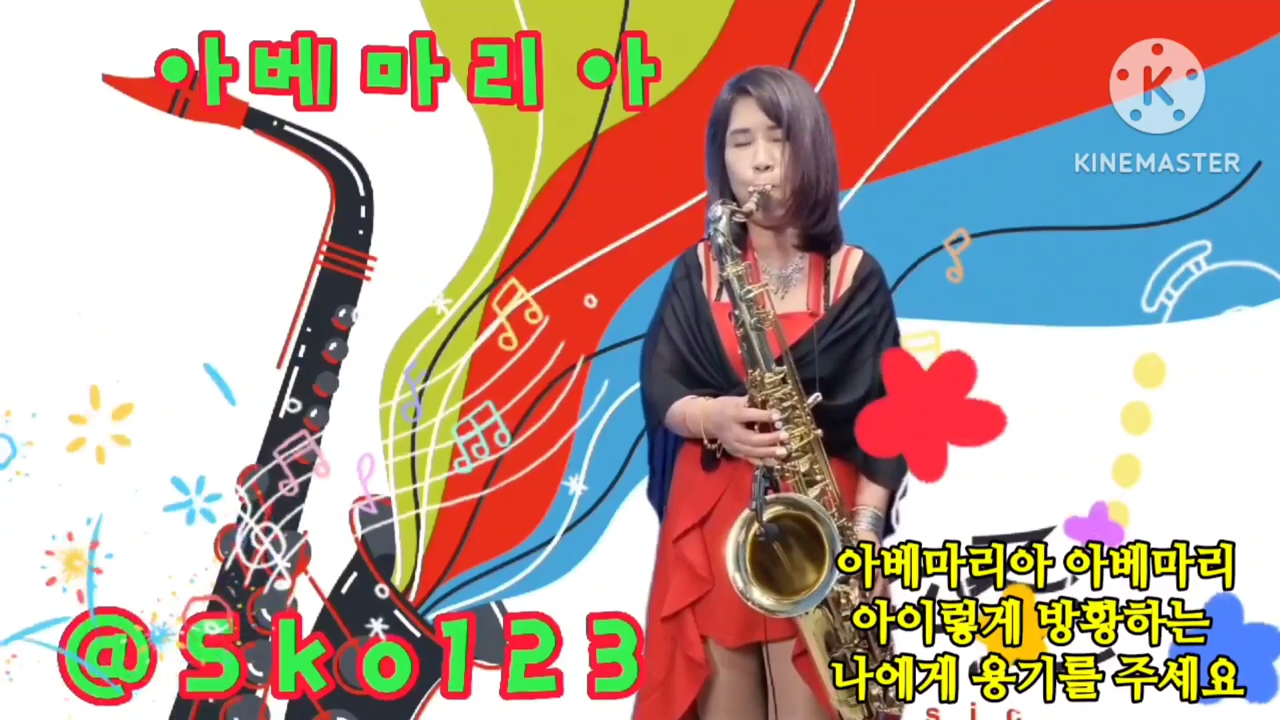 아베마리아
K
KINEMASTER
아베마리아 아베마리
아이렇게 방황하는
나에게 용기를 주세요
@Sko123
s i c